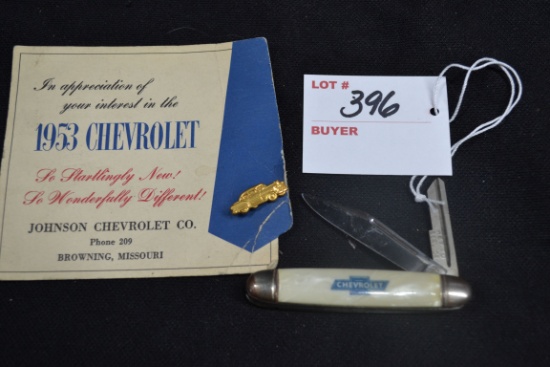 In appreciation of
your interest in the
1953 CHEVROLET
So Startlingly New!
So Wonderfully Different!
JOHNSON CHEVROLET CO.
Phone 209
BROWNING, MISSOURI
LOT # 396
BUYER
CHEVROLET